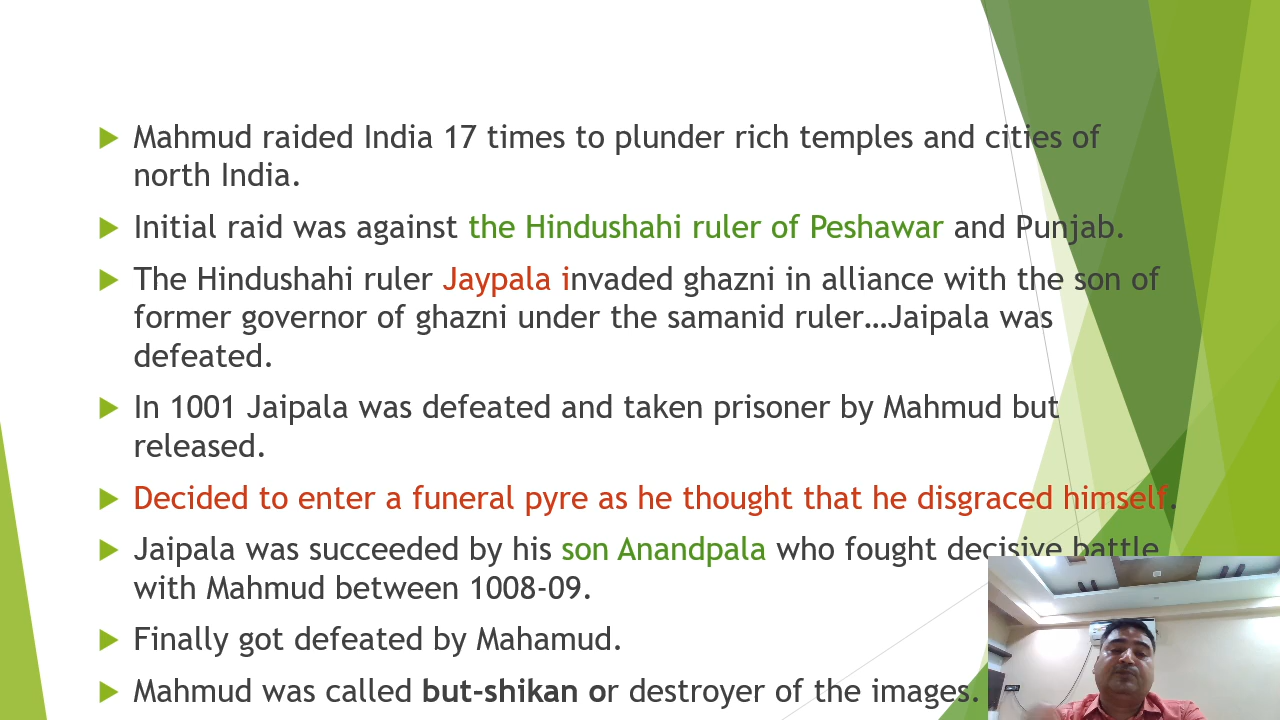 Mahmud raided India 17 times to plunder rich temples and cities of
north India.
Initial raid was against the Hindushahi ruler of Peshawar and Punjab.
The Hindushahi ruler Jaypala invaded ghazni in alliance with the son of
former governor of ghazni under the samanid ruler…Jaipala was
defeated.
In 1001 Jaipala was defeated and taken prisoner by Mahmud but
released.
Decided to enter a funeral pyre as he thought that he disgraced himself.
Jaipala was succeeded by his son Anandpala who fought decisive battle
with Mahmud between 1008-09.
Finally got defeated by Mahamud.
Mahmud was called but-shikan or destroyer of the images.